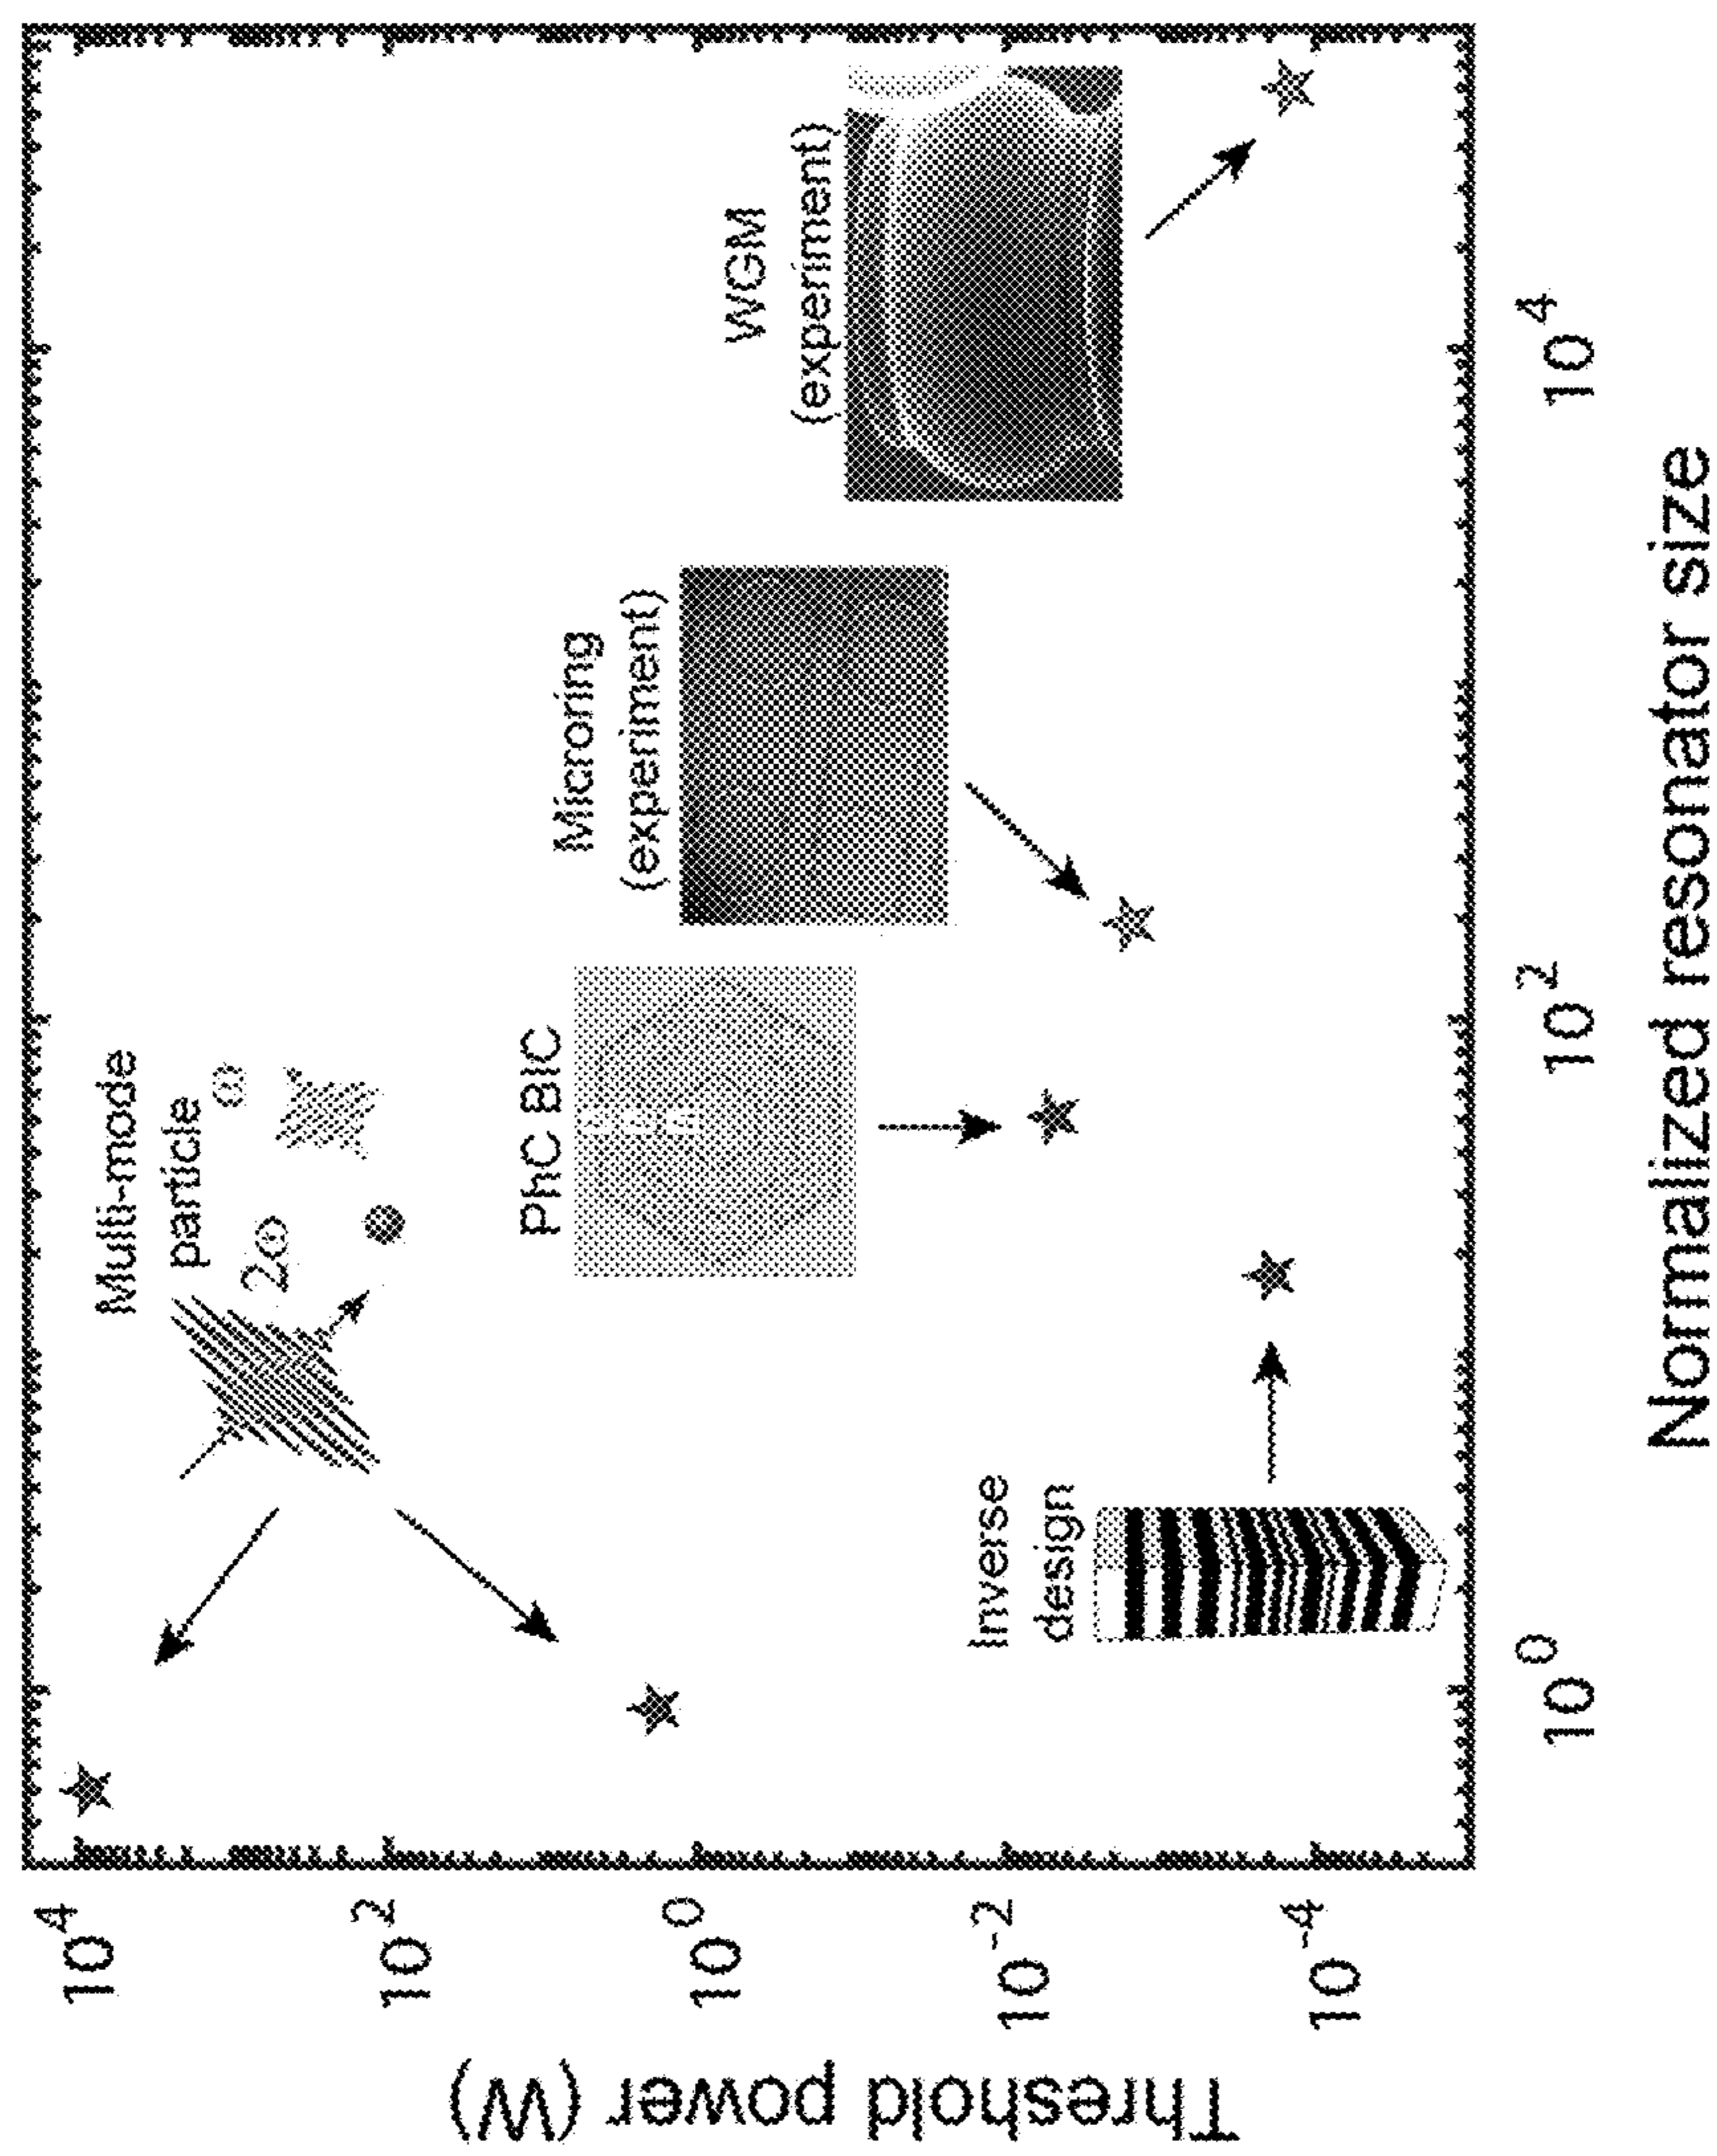 Threshold power (W)
10^4
10^2
10^0
10^-2
10^-4
Multi-mode
particle
2ω
ω
PhC BIC
Microring
(experiment)
WGM
(experiment)
Inverse
design
10^0
10^2
10^4
Normalized resonator size